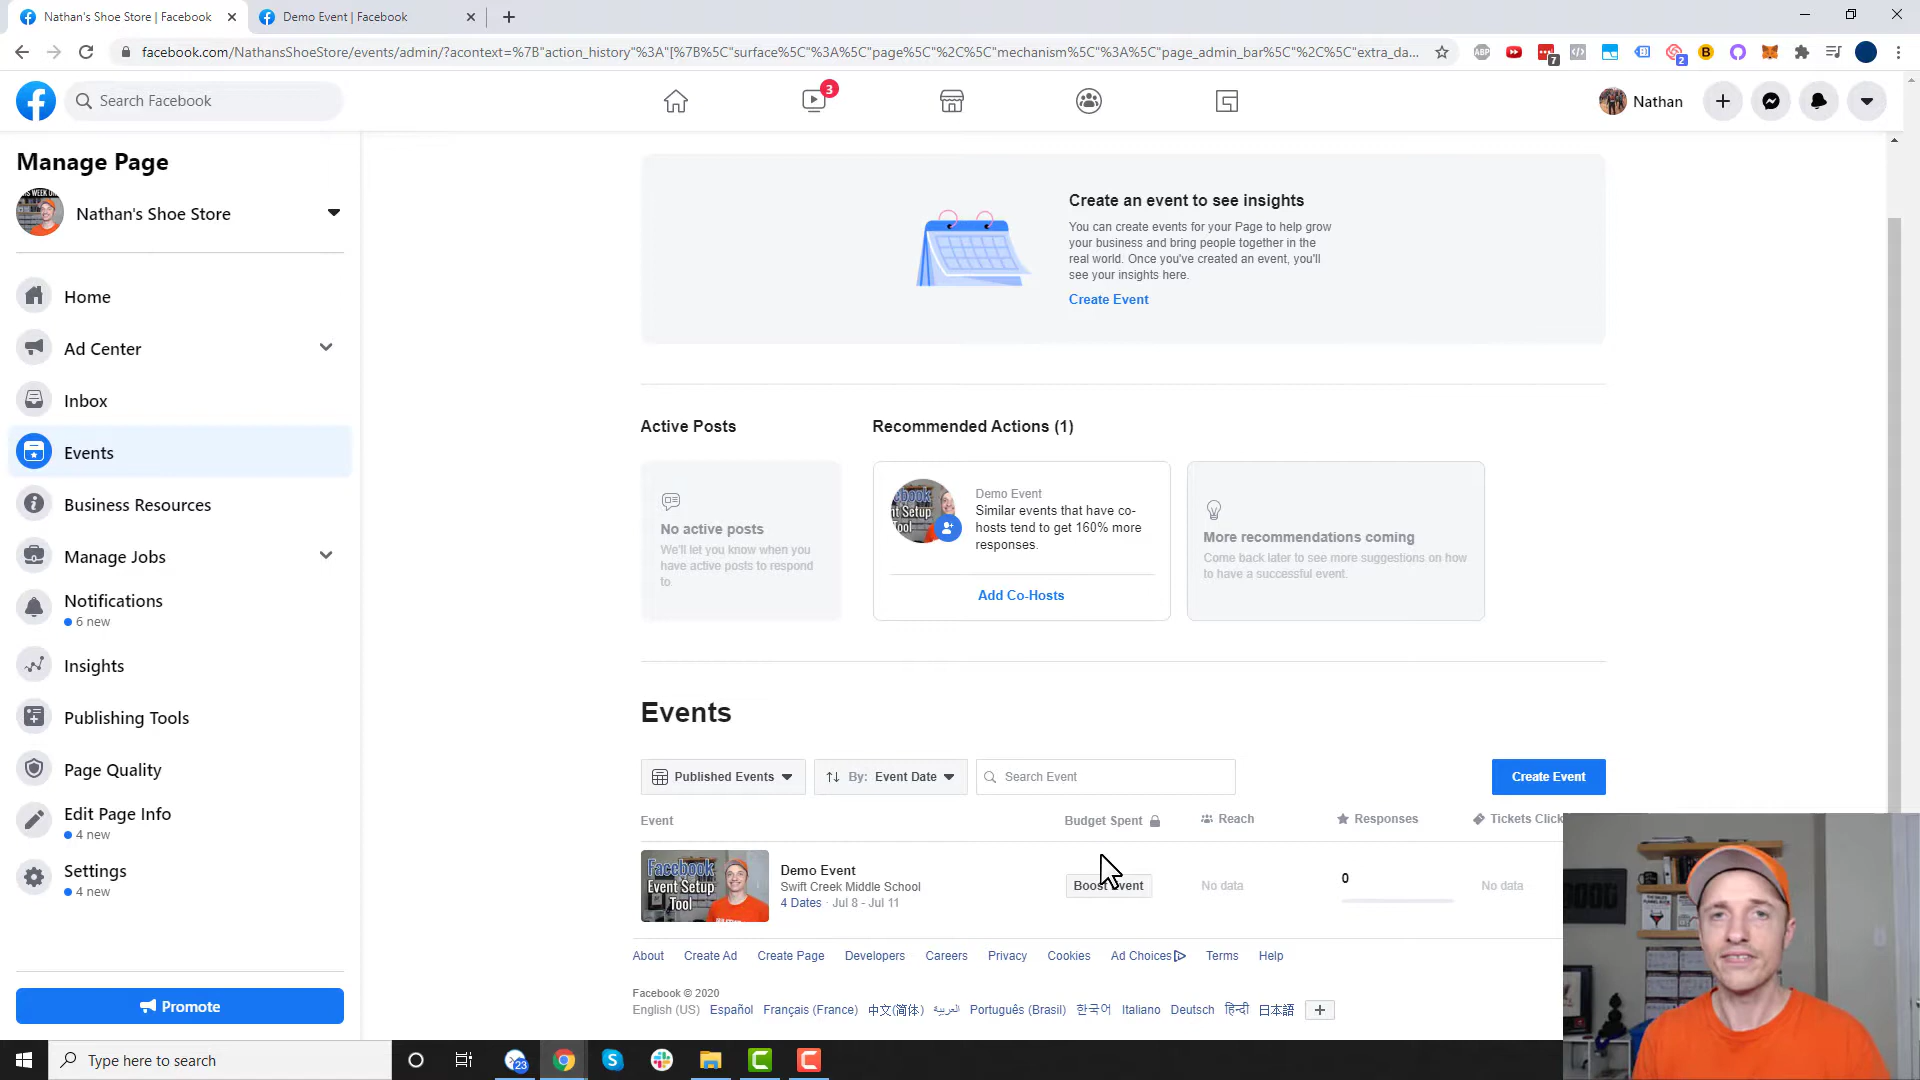 Nathan's Shoe Store | Facebook
Demo Event | Facebook
facebook.com/NathansShoeStore/events/admin/?acontext=%7B"action_history"%3A"[%7B%5C"surface%5C"%3A%5C"page%5C"%2C%5C"mechanism%5C"%3A%5C"page_admin_bar%5C"%2C%5C"extra_da...
ABP
7
2
B
Search Facebook
3
Nathan
Manage Page
Nathan's Shoe Store
Home
Ad Center
Inbox
Events
Business Resources
Manage Jobs
Notifications
6 new
Insights
Publishing Tools
Page Quality
Edit Page Info
4 new
Settings
4 new
Promote
Create an event to see insights
You can create events for your Page to help grow
your business and bring people together in the
real world. Once you've created an event, you'll
see your insights here.
Create Event
Active Posts
Recommended Actions (1)
No active posts
We'll let you know when you
have active posts to respond
to.
Demo Event
Similar events that have co-
hosts tend to get 160% more
responses.
Add Co-Hosts
More recommendations coming
Come back later to see more suggestions on how
to have a successful event.
Events
Published Events
By: Event Date
Search Event
Create Event
Event
Budget Spent
Reach
Responses
Tickets Click
Facebook
Event Setup
Tool
Demo Event
Swift Creek Middle School
4 Dates · Jul 8 - Jul 11
Boost Event
No data
0
No data
About
Create Ad
Create Page
Developers
Careers
Privacy
Cookies
Ad Choices
Terms
Help
Facebook © 2020
English (US)
Español
Français (France)
中文(简体)
العربية
Português (Brasil)
한국어
Italiano
Deutsch
हिन्दी
日本語
Type here to search
23